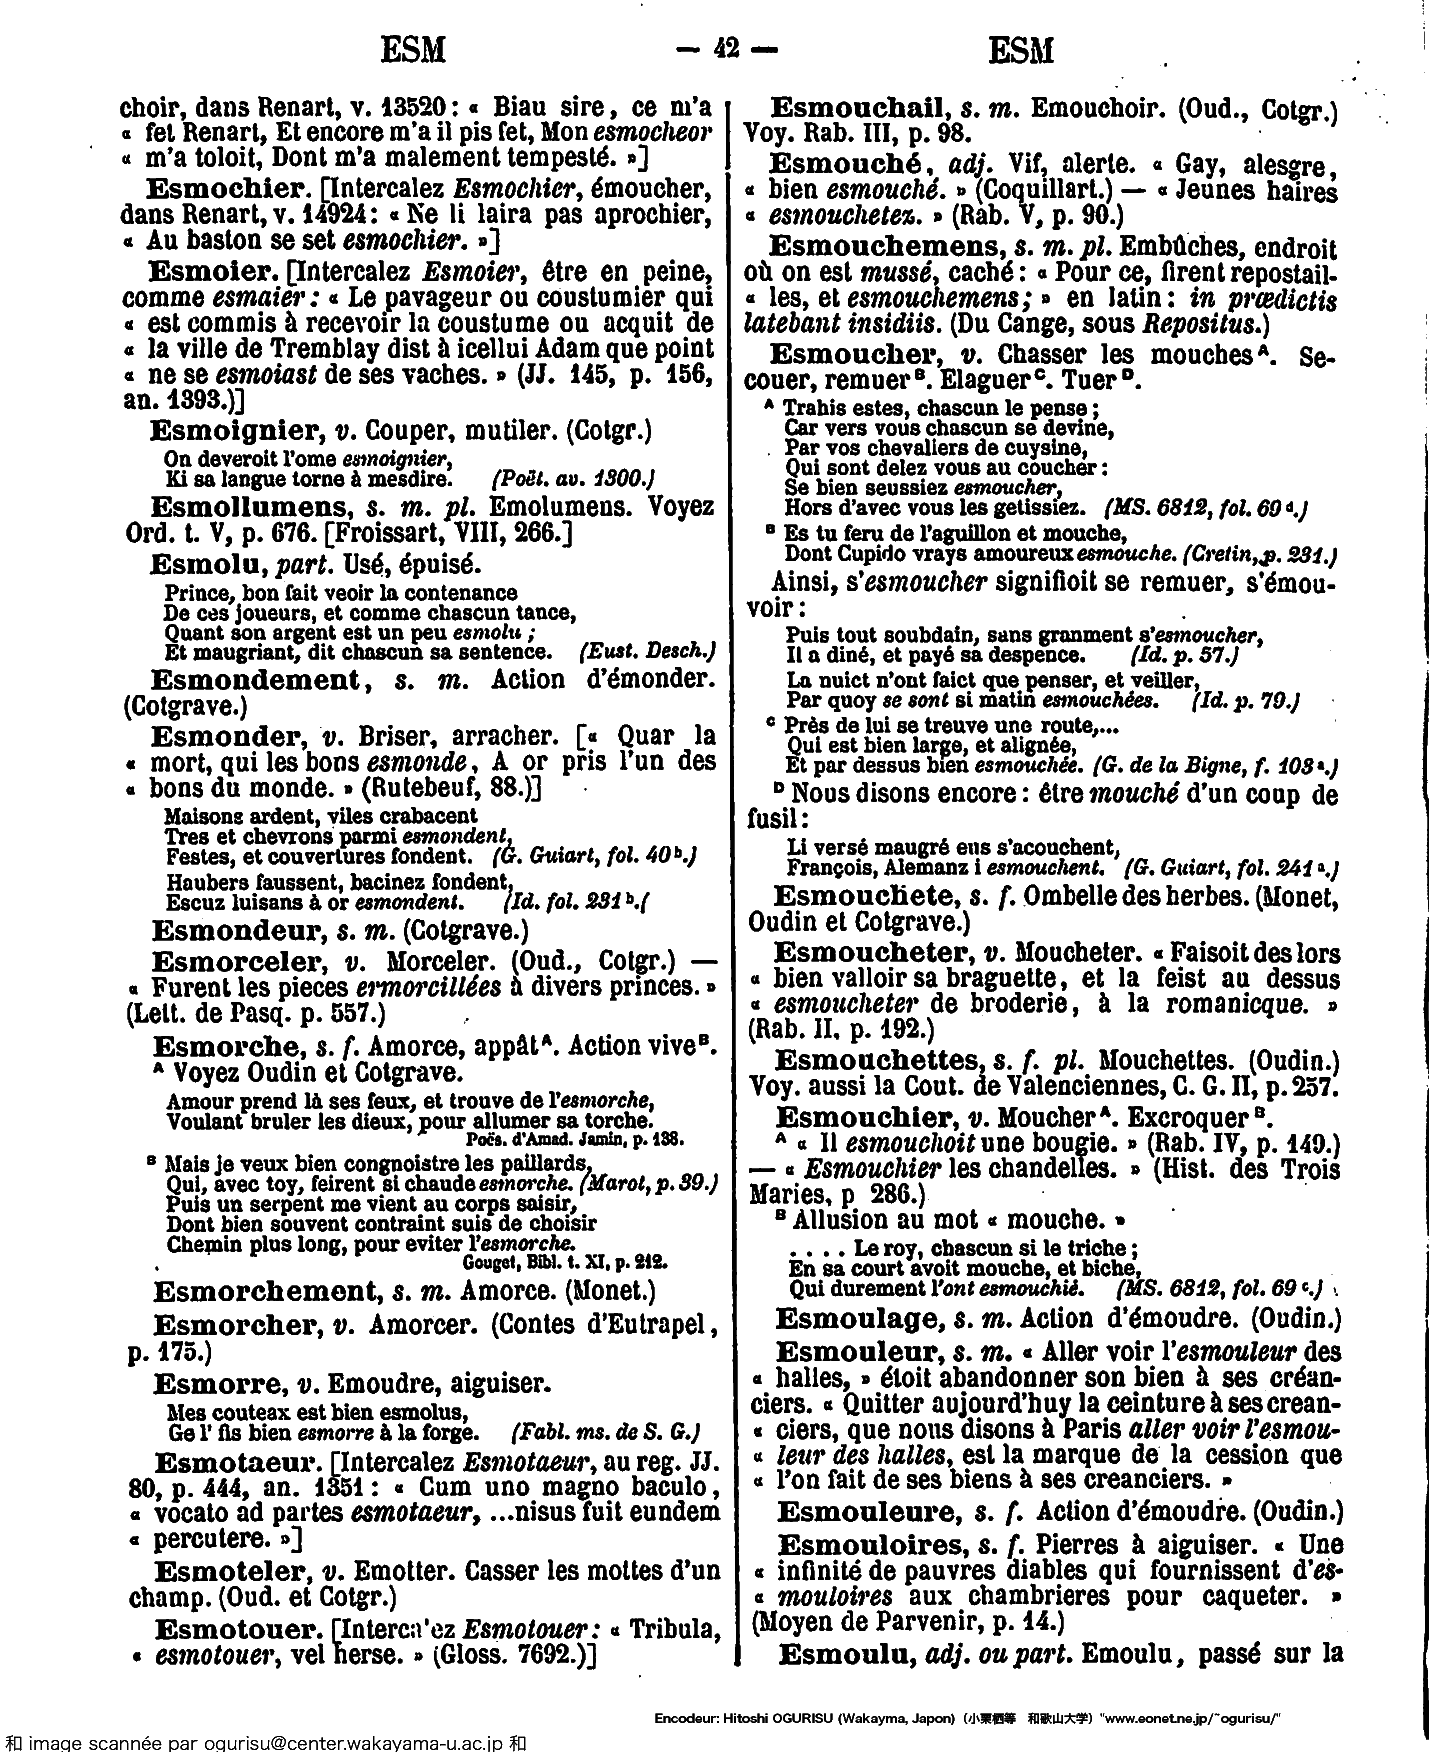 ESM — 42 — ESM
choir, dans Renart, v. 13520 : « Biau sire, ce m'a
« fet Renart, Et encore m'a il pis fet, Mon esmocheor
« m'a toloit, Dont m'a malement tempesté. »]
Esmochier. [Intercalez Esmochier, émoucher,
dans Renart, v. 14924 : « Ne li laira pas aprochier,
« Au baston se set esmochier. »]
Esmoier. [Intercalez Esmoier, être en peine,
comme esmaier : « Le pavageur ou coustumier qui
« est commis à recevoir la coustume ou acquit de
« la ville de Tremblay dist à icellui Adam que point
« ne se esmoiast de ses vaches. » (JJ. 145, p. 156,
an. 1393.)]
Esmoignier, v. Couper, mutiler. (Cotgr.)
On deveroit l'ome esmoignier,
Ki sa langue torne à mesdire. (Poët. av. 1300.)
Esmollumens, s. m. pl. Emolumens. Voyez
Ord. t. V, p. 676. [Froissart, VIII, 266.]
Esmolu, part. Usé, épuisé.
Prince, bon fait veoir la contenance
De ces joueurs, et comme chascun tance,
Quant son argent est un peu esmolu ;
Et maugriant, dit chascun sa sentence. (Eust. Desch.)
Esmondement, s. m. Action d'émonder.
(Cotgrave.)
Esmonder, v. Briser, arracher. [« Quar la
« mort, qui les bons esmonde, A or pris l'un des
« bons du monde. » (Rutebeuf, 88.)]
Maisons ardent, viles crabacent
Tres et chevrons parmi esmondent,
Festes, et couvertures fondent. (G. Guiart, fol. 40 b.)
Haubers faussent, bacinez fondent,
Escuz luisans à or esmondent. (Id. fol. 231 b.(
Esmondeur, s. m. (Cotgrave.)
Esmorceler, v. Morceler. (Oud., Cotgr.) —
« Furent les pieces ermorcillées à divers princes. »
(Lett. de Pasq. p. 557.)
Esmorche, s. f. Amorce, appât A. Action vive B.
A Voyez Oudin et Cotgrave.
Amour prend là ses feux, et trouve de l'esmorche,
Voulant bruler les dieux, pour allumer sa torche.
Poës. d'Amad. Jamin, p. 138.
B Mais je veux bien congnoistre les paillards,
Qui, avec toy, feirent si chaude esmorche. (Marot, p. 39.)
Puis un serpent me vient au corps saisir,
Dont bien souvent contraint suis de choisir
Chemin plus long, pour eviter l'esmorche.
Gouget, Bibl. t. XI, p. 212.
Esmorchement, s. m. Amorce. (Monet.)
Esmorcher, v. Amorcer. (Contes d'Eutrapel,
p. 175.)
Esmorre, v. Emoudre, aiguiser.
Mes couteax est bien esmolus,
Ge l' fis bien esmorre à la forge. (Fabl. ms. de S. G.)
Esmotaeur. [Intercalez Esmotaeur, au reg. JJ.
80, p. 444, an. 1351 : « Cum uno magno baculo,
« vocato ad partes esmotaeur, ...nisus fuit eundem
« percutere. »]
Esmoteler, v. Emotter. Casser les mottes d'un
champ. (Oud. et Cotgr.)
Esmotouer. [Intercalez Esmotouer : « Tribula,
« esmotouer, vel herse. » (Gloss. 7692.)]
Esmouchail, s. m. Emouchoir. (Oud., Cotgr.)
Voy. Rab. III, p. 98.
Esmouché, adj. Vif, alerte. « Gay, alesgre,
« bien esmouché. » (Coquillart.) — « Jeunes haires
« esmouchetez. » (Rab. V, p. 90.)
Esmouchemens, s. m. pl. Embûches, endroit
où on est mussé, caché : « Pour ce, firent repostail-
« les, et esmouchemens ; » en latin : in prædictis
latebant insidiis. (Du Cange, sous Repositus.)
Esmoucher, v. Chasser les mouches A. Se-
couer, remuer B. Elaguer C. Tuer D.
A Trahis estes, chascun le pense ;
Car vers vous chascun se devine,
Par vos chevaliers de cuysine,
Qui sont delez vous au coucher :
Se bien seussiez esmoucher,
Hors d'avec vous les getissiez. (MS. 6812, fol. 69 d.)
B Es tu feru de l'aguillon et mouche,
Dont Cupido vrays amoureux esmouche. (Cretin, p. 231.)
Ainsi, s'esmoucher signifioit se remuer, s'émou-
voir :
Puis tout soubdain, sans granment s'esmoucher,
Il a diné, et payé sa despence. (Id. p. 57.)
La nuict n'ont faict que penser, et veiller,
Par quoy se sont si matin esmouchées. (Id. p. 79.)
C Près de lui se treuve une route,...
Qui est bien large, et alignée,
Et par dessus bien esmouchée. (G. de la Bigne, f. 103 a.)
D Nous disons encore : être mouché d'un coup de
fusil :
Li versé maugré eus s'acouchent,
François, Alemanz i esmouchent. (G. Guiart, fol. 241 a.)
Esmouchete, s. f. Ombelle des herbes. (Monet,
Oudin et Cotgrave.)
Esmoucheter, v. Moucheter. « Faisoit des lors
« bien valloir sa braguette, et la feist au dessus
« esmoucheter de broderie, à la romanicque. »
(Rab. II, p. 192.)
Esmouchettes, s. f. pl. Mouchettes. (Oudin.)
Voy. aussi la Cout. de Valenciennes, C. G. II, p. 257.
Esmouchier, v. Moucher A. Excroquer B.
A « Il esmouchoit une bougie. » (Rab. IV, p. 149.)
— « Esmouchier les chandelles. » (Hist. des Trois
Maries, p 286.)
B Allusion au mot « mouche. »
. . . . Le roy, chascun si le triche ;
En sa court avoit mouche, et biche,
Qui durement l'ont esmouchié. (MS. 6812, fol. 69 c.)
Esmoulage, s. m. Action d'émoudre. (Oudin.)
Esmouleur, s. m. « Aller voir l'esmouleur des
« halles, » étoit abandonner son bien à ses créan-
ciers. « Quitter aujourd'huy la ceinture à ses crean-
« ciers, que nous disons à Paris aller voir l'esmou-
« leur des halles, est la marque de la cession que
« l'on fait de ses biens à ses creanciers. »
Esmouleure, s. f. Action d'émoudre. (Oudin.)
Esmouloires, s. f. Pierres à aiguiser. « Une
« infinité de pauvres diables qui fournissent d'es-
« mouloires aux chambrieres pour caqueter. »
(Moyen de Parvenir, p. 14.)
Esmoulu, adj. ou part. Emoulu, passé sur la
Encodeur: Hitoshi OGURISU (Wakayma, Japon) (小栗栖等 和歌山大学) "www.eonet.ne.jp/~ogurisu/"
和 image scannée par ogurisu@center.wakayama-u.ac.jp 和